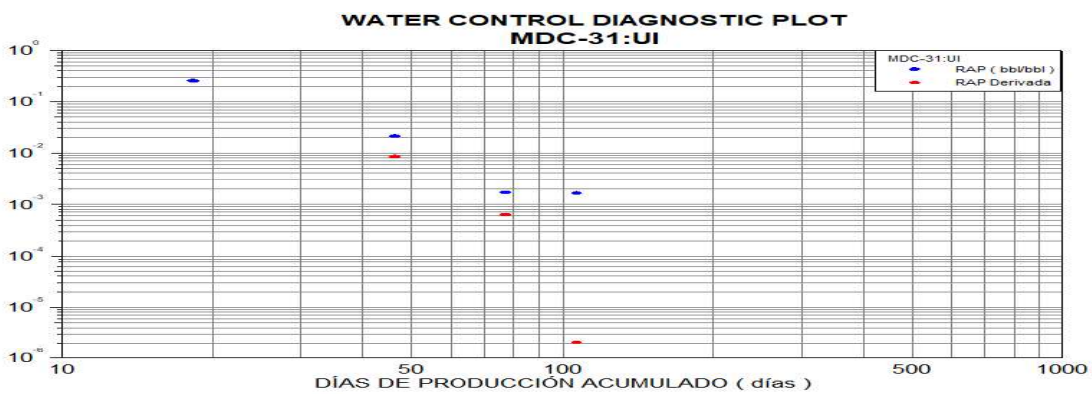 WATER CONTROL DIAGNOSTIC PLOT
MDC-31:UI
MDC-31:UI
RAP ( bbl/bbl )
RAP Derivada
10⁰
10⁻¹
10⁻²
10⁻³
10⁻⁴
10⁻⁵
10⁻⁶
10 50 100 500 1000
DÍAS DE PRODUCCIÓN ACUMULADO ( días )